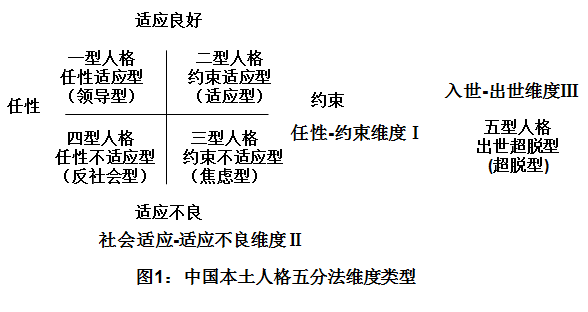 适应良好
一型人格
任性适应型
（领导型）
二型人格
约束适应型
（适应型）
任性
约束
四型人格
任性不适应型
（反社会型）
三型人格
约束不适应型
（焦虑型）
任性-约束维度Ⅰ
适应不良
社会适应-适应不良维度Ⅱ
入世-出世维度Ⅲ
五型人格
出世超脱型
(超脱型)
图1：中国本土人格五分法维度类型